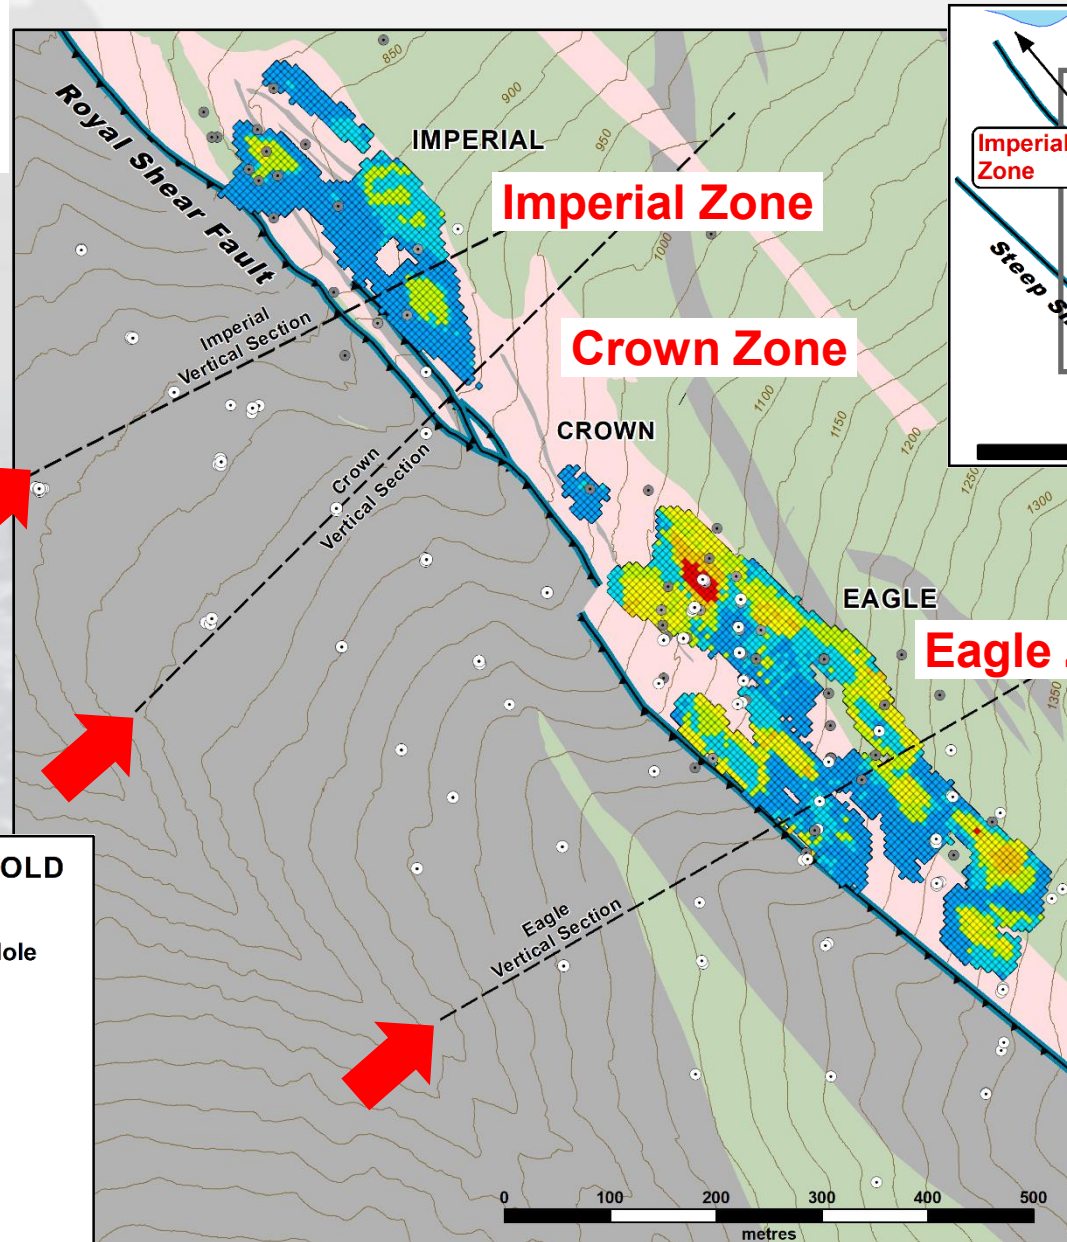 850
900
950
1000
IMPERIAL
Imperial Zone
Royal Shear Fault
Imperial
Vertical Section
Crown Zone
CROWN
Crown
Vertical Section
1100
1150
1200
1250
1300
1350
EAGLE
Eagle
Eagle
Vertical Section
Imperial
Zone
Steep
OLD
Hole
0 100 200 300 400 500
metres